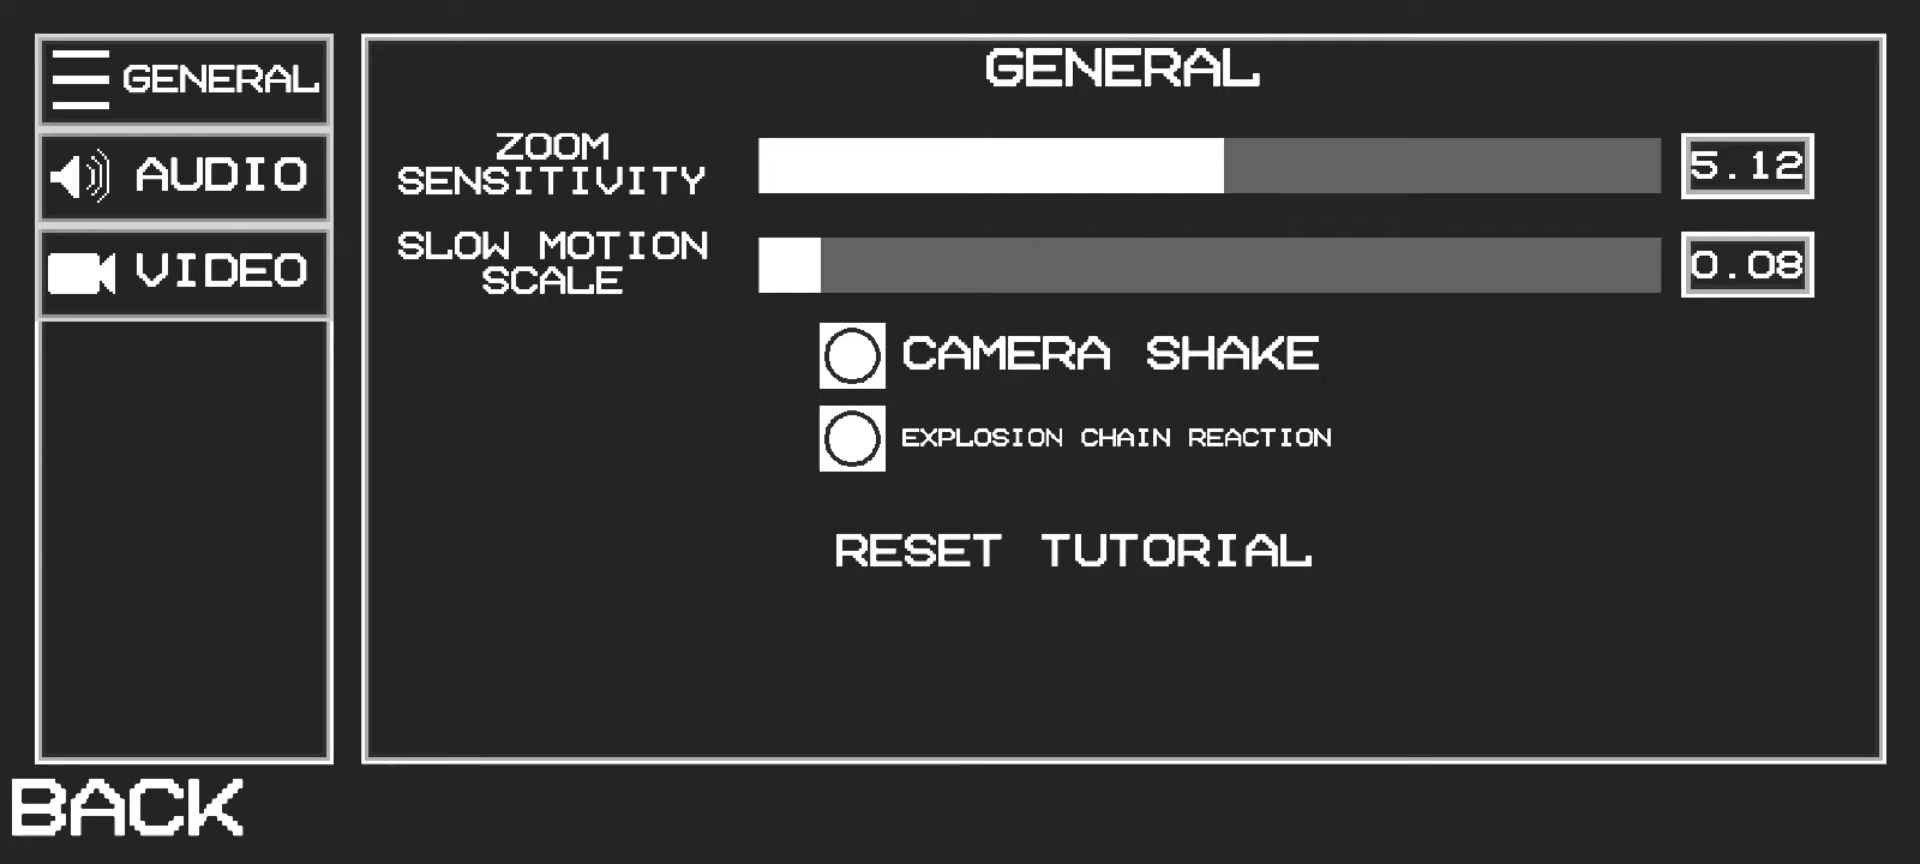 GENERAL
AUDIO
VIDEO
GENERAL
ZOOM
SENSITIVITY
5.12
SLOW MOTION
SCALE
0.08
CAMERA SHAKE
EXPLOSION CHAIN REACTION
RESET TUTORIAL
BACK